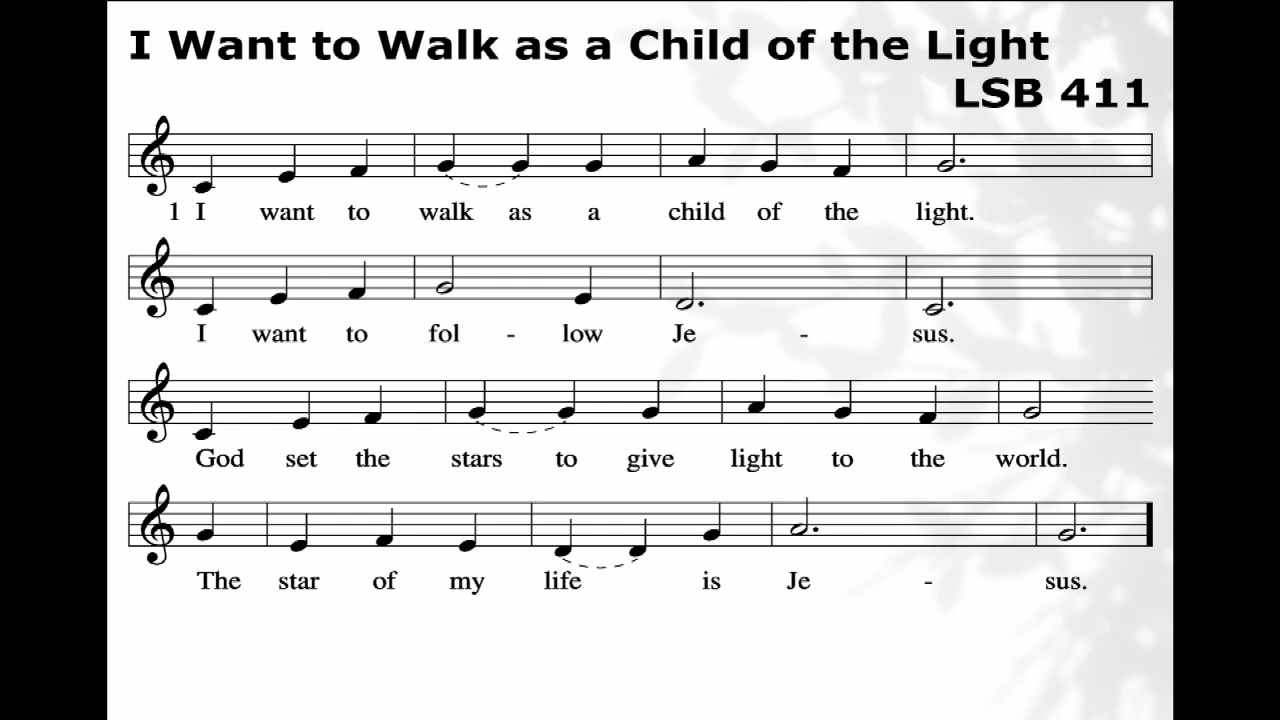 I Want to Walk as a Child of the Light
LSB 411
1 I want to walk as a child of the light.
I want to fol - low Je - sus.
God set the stars to give light to the world.
The star of my life is Je - sus.